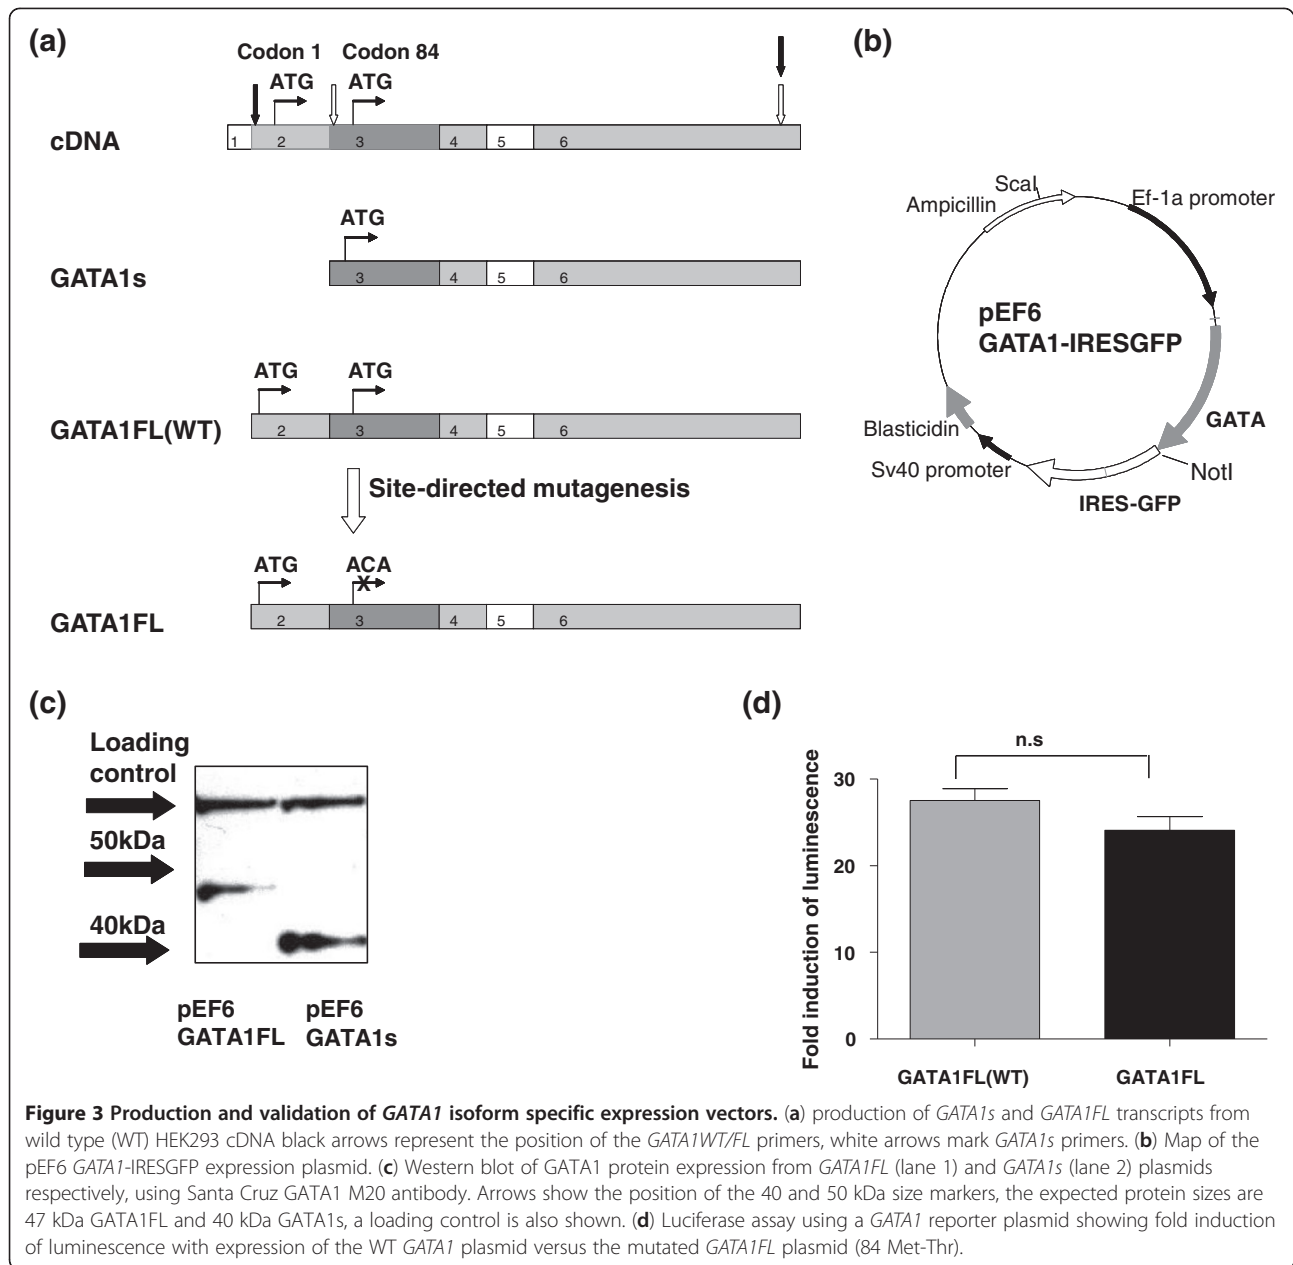 (a)
Codon 1 Codon 84
ATG ATG
cDNA
1 2 3 4 5 6
ATG
GATA1s
3 4 5 6
ATG ATG
GATA1FL(WT)
2 3 4 5 6
Site-directed mutagenesis
ATG ACA
X
GATA1FL
2 3 4 5 6
(b)
ScaI
Ampicillin
Ef-1a promoter
pEF6
GATA1-IRESGFP
GATA
Blasticidin
Sv40 promoter
NotI
IRES-GFP
(c)
Loading
control
50kDa
40kDa
pEF6
GATA1FL
pEF6
GATA1s
(d)
n.s
Fold induction of luminescence
30
20
10
0
GATA1FL(WT) GATA1FL
Figure 3 Production and validation of GATA1 isoform specific expression vectors. (a) production of GATA1s and GATA1FL transcripts from
wild type (WT) HEK293 cDNA black arrows represent the position of the GATA1WT/FL primers, white arrows mark GATA1s primers. (b) Map of the
pEF6 GATA1-IRESGFP expression plasmid. (c) Western blot of GATA1 protein expression from GATA1FL (lane 1) and GATA1s (lane 2) plasmids
respectively, using Santa Cruz GATA1 M20 antibody. Arrows show the position of the 40 and 50 kDa size markers, the expected protein sizes are
47 kDa GATA1FL and 40 kDa GATA1s, a loading control is also shown. (d) Luciferase assay using a GATA1 reporter plasmid showing fold induction
of luminescence with expression of the WT GATA1 plasmid versus the mutated GATA1FL plasmid (84 Met-Thr).